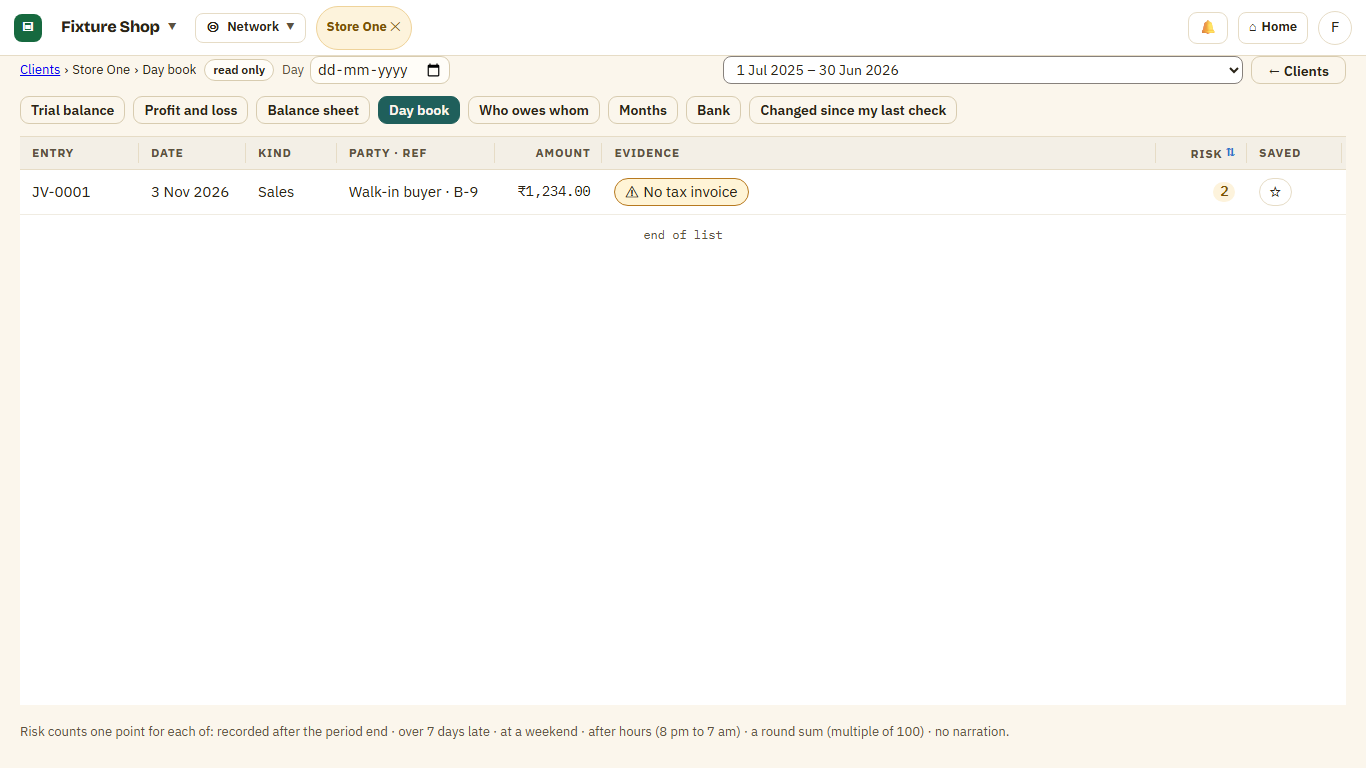 Fixture Shop ▼ Network ▼ Store One × Home F
Clients › Store One › Day book read only Day dd-mm-yyyy 1 Jul 2025 – 30 Jun 2026 ← Clients
Trial balance Profit and loss Balance sheet Day book Who owes whom Months Bank Changed since my last check
ENTRY DATE KIND PARTY · REF AMOUNT EVIDENCE RISK ⇅ SAVED
JV-0001 3 Nov 2026 Sales Walk-in buyer · B-9 ₹1,234.00 ⚠ No tax invoice 2 ☆
end of list
Risk counts one point for each of: recorded after the period end · over 7 days late · at a weekend · after hours (8 pm to 7 am) · a round sum (multiple of 100) · no narration.